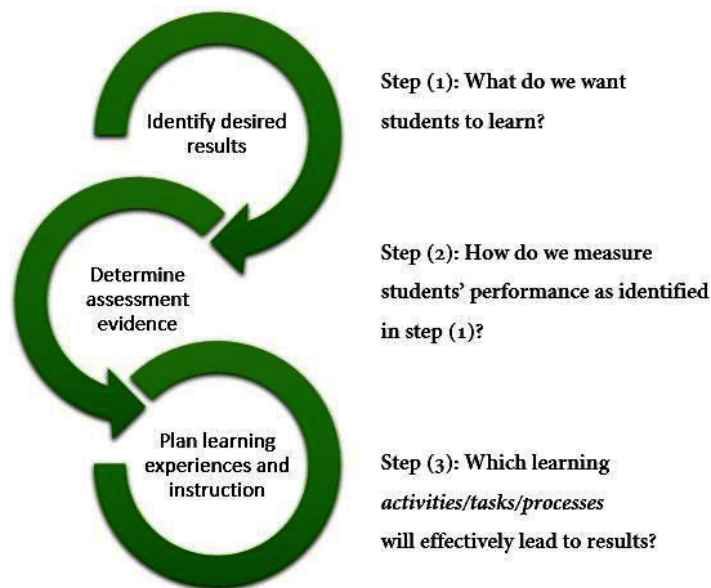 Identify desired
results
Step (1): What do we want
students to learn?
Determine
assessment
evidence
Step (2): How do we measure
students’ performance as identified
in step (1)?
Plan learning
experiences and
instruction
Step (3): Which learning
activities/tasks/processes
will effectively lead to results?